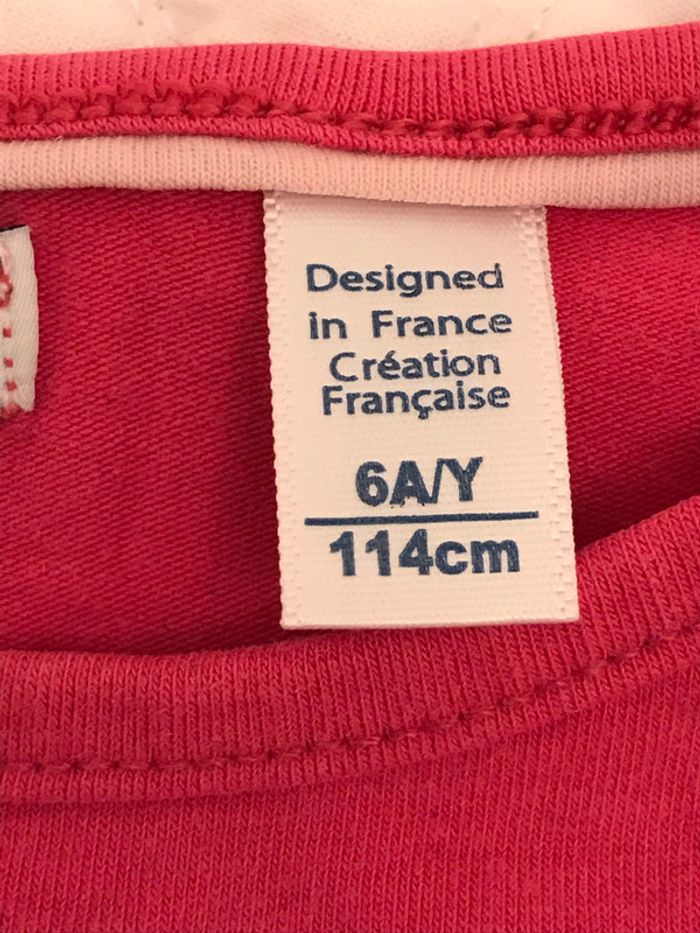 Designed
in France
Création
Française
6A/Y
114cm